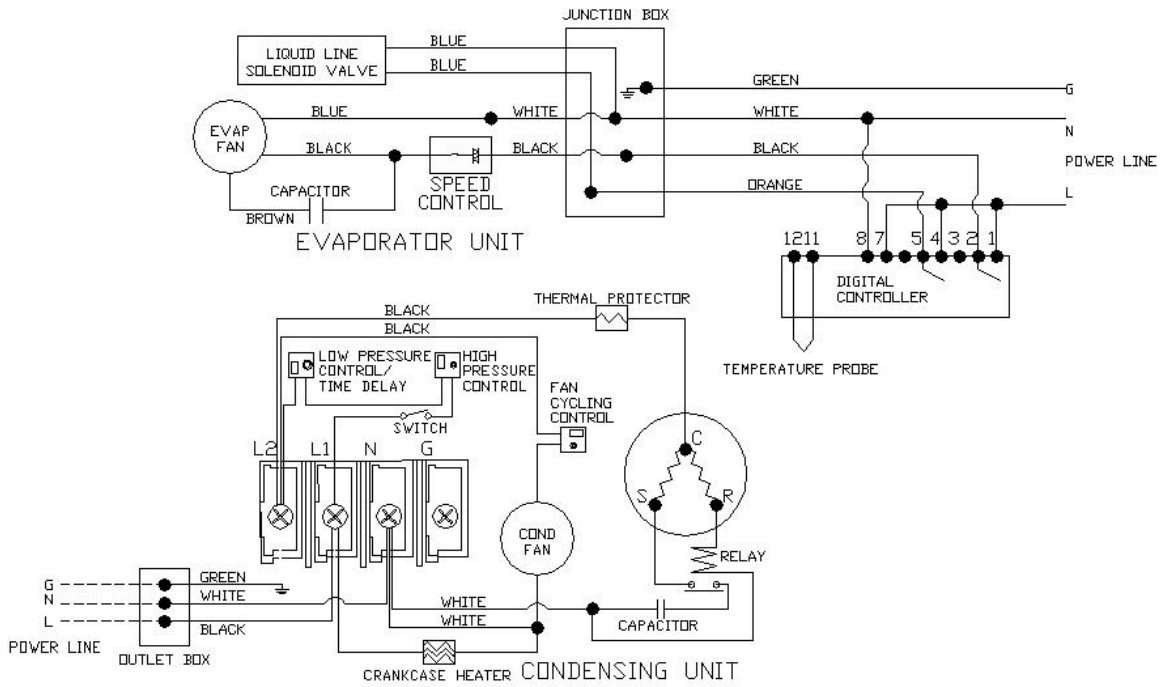 JUNCTION BOX
LIQUID LINE
SOLENOID VALVE
BLUE
BLUE
GREEN
G
EVAP
FAN
BLUE
WHITE
WHITE
N
BLACK
BLACK
BLACK
POWER LINE
SPEED
CONTROL
CAPACITOR
BROWN
ORANGE
L
EVAPORATOR UNIT
12 11 8 7 5 4 3 2 1
DIGITAL
CONTROLLER
TEMPERATURE PROBE
THERMAL PROTECTOR
BLACK
BLACK
LOW PRESSURE
CONTROL/
TIME DELAY
HIGH
PRESSURE
CONTROL
FAN
CYCLING
CONTROL
SWITCH
L2 L1 N G
C
S R
COND
FAN
RELAY
G
N
L
GREEN
WHITE
BLACK
POWER LINE
OUTLET BOX
WHITE
WHITE
CAPACITOR
CRANKCASE HEATER
CONDENSING UNIT